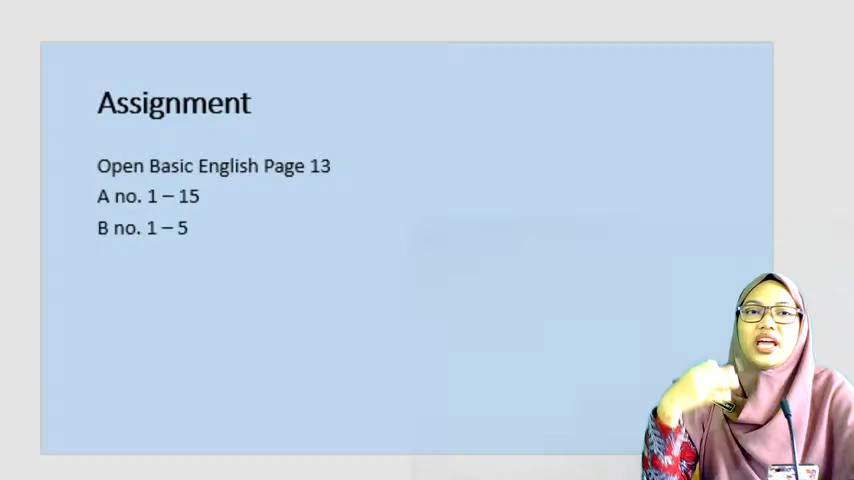 Assignment
Open Basic English Page 13
A no. 1 – 15
B no. 1 – 5